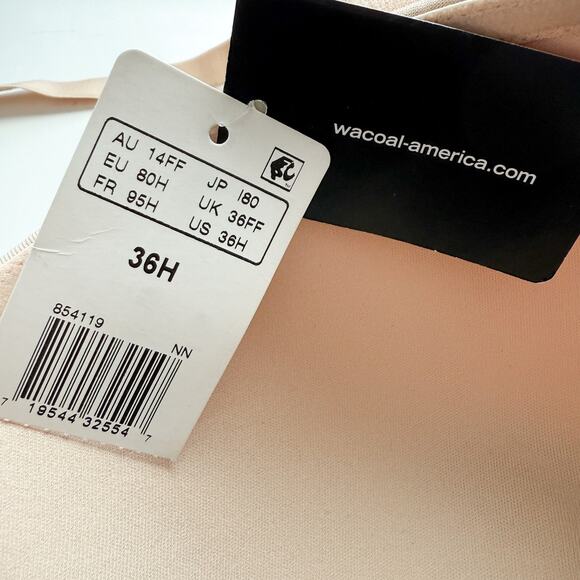 AU 14FF JP I80
EU 80H UK 36FF
FR 95H US 36H
36H
854119
NN
7 19544 32554 7
wacoal-america.com